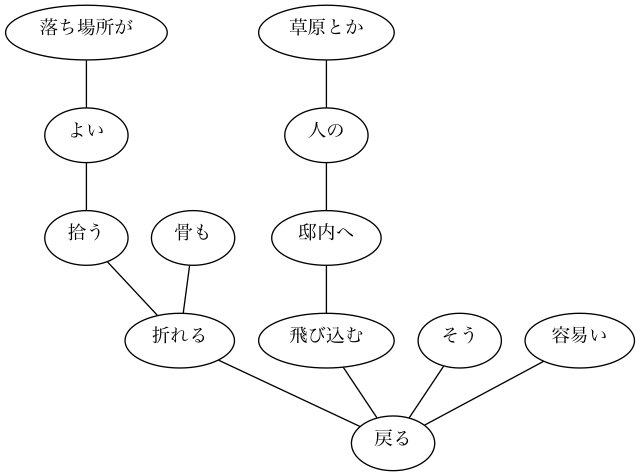 落ち場所が
草原とか
よい
人の
拾う
骨も
邸内へ
折れる
飛び込む
そう
容易い
戻る